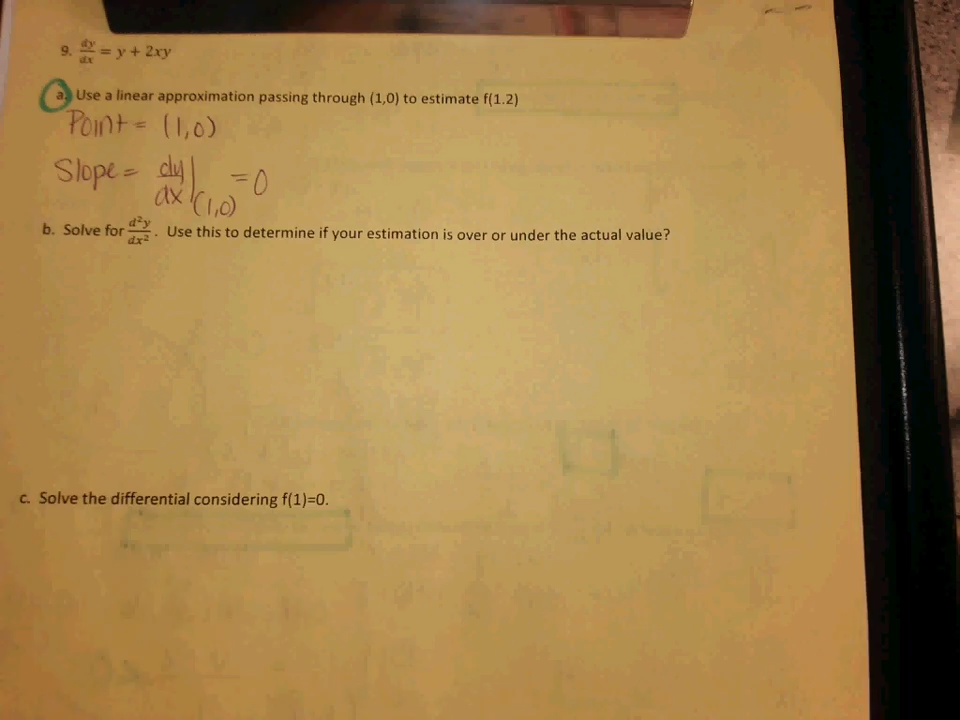 9. dy/dx = y + 2xy
a. Use a linear approximation passing through (1,0) to estimate f(1.2)
Point = (1,0)
Slope = dy/dx|(1,0) = 0
b. Solve for d²y/dx². Use this to determine if your estimation is over or under the actual value?
c. Solve the differential considering f(1)=0.